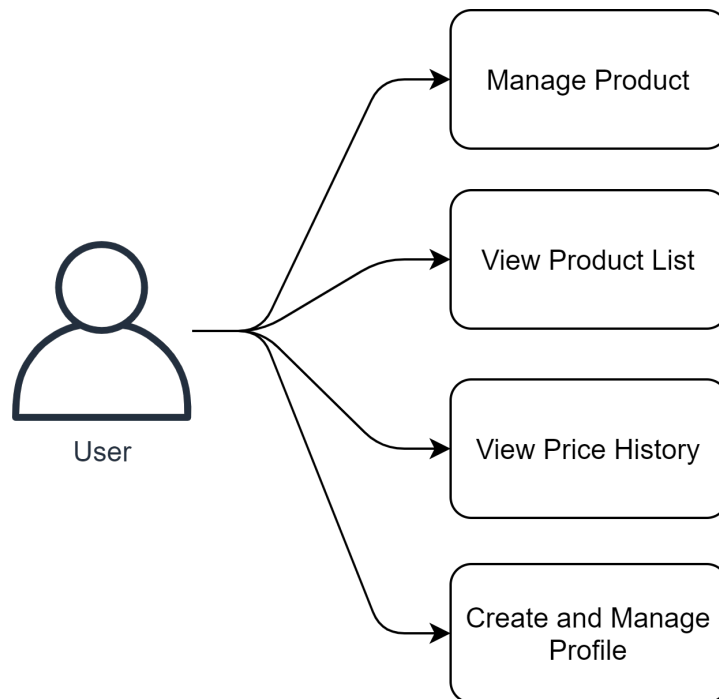 Manage Product
View Product List
User
View Price History
Create and Manage
Profile